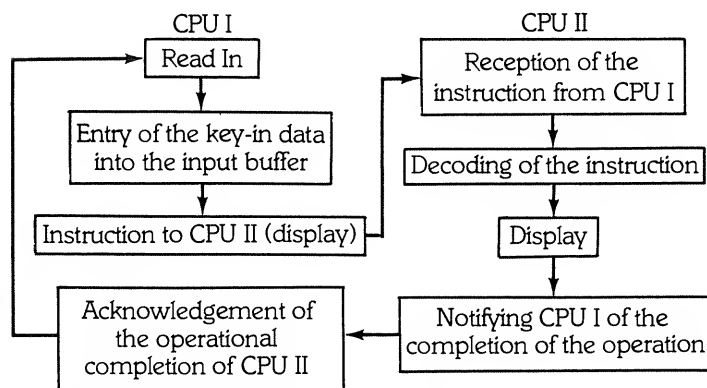 CPU I
Read In
Entry of the key-in data
into the input buffer
Instruction to CPU II (display)
Acknowledgement of
the operational
completion of CPU II
CPU II
Reception of the
instruction from CPU I
Decoding of the instruction
Display
Notifying CPU I of the
completion of the operation